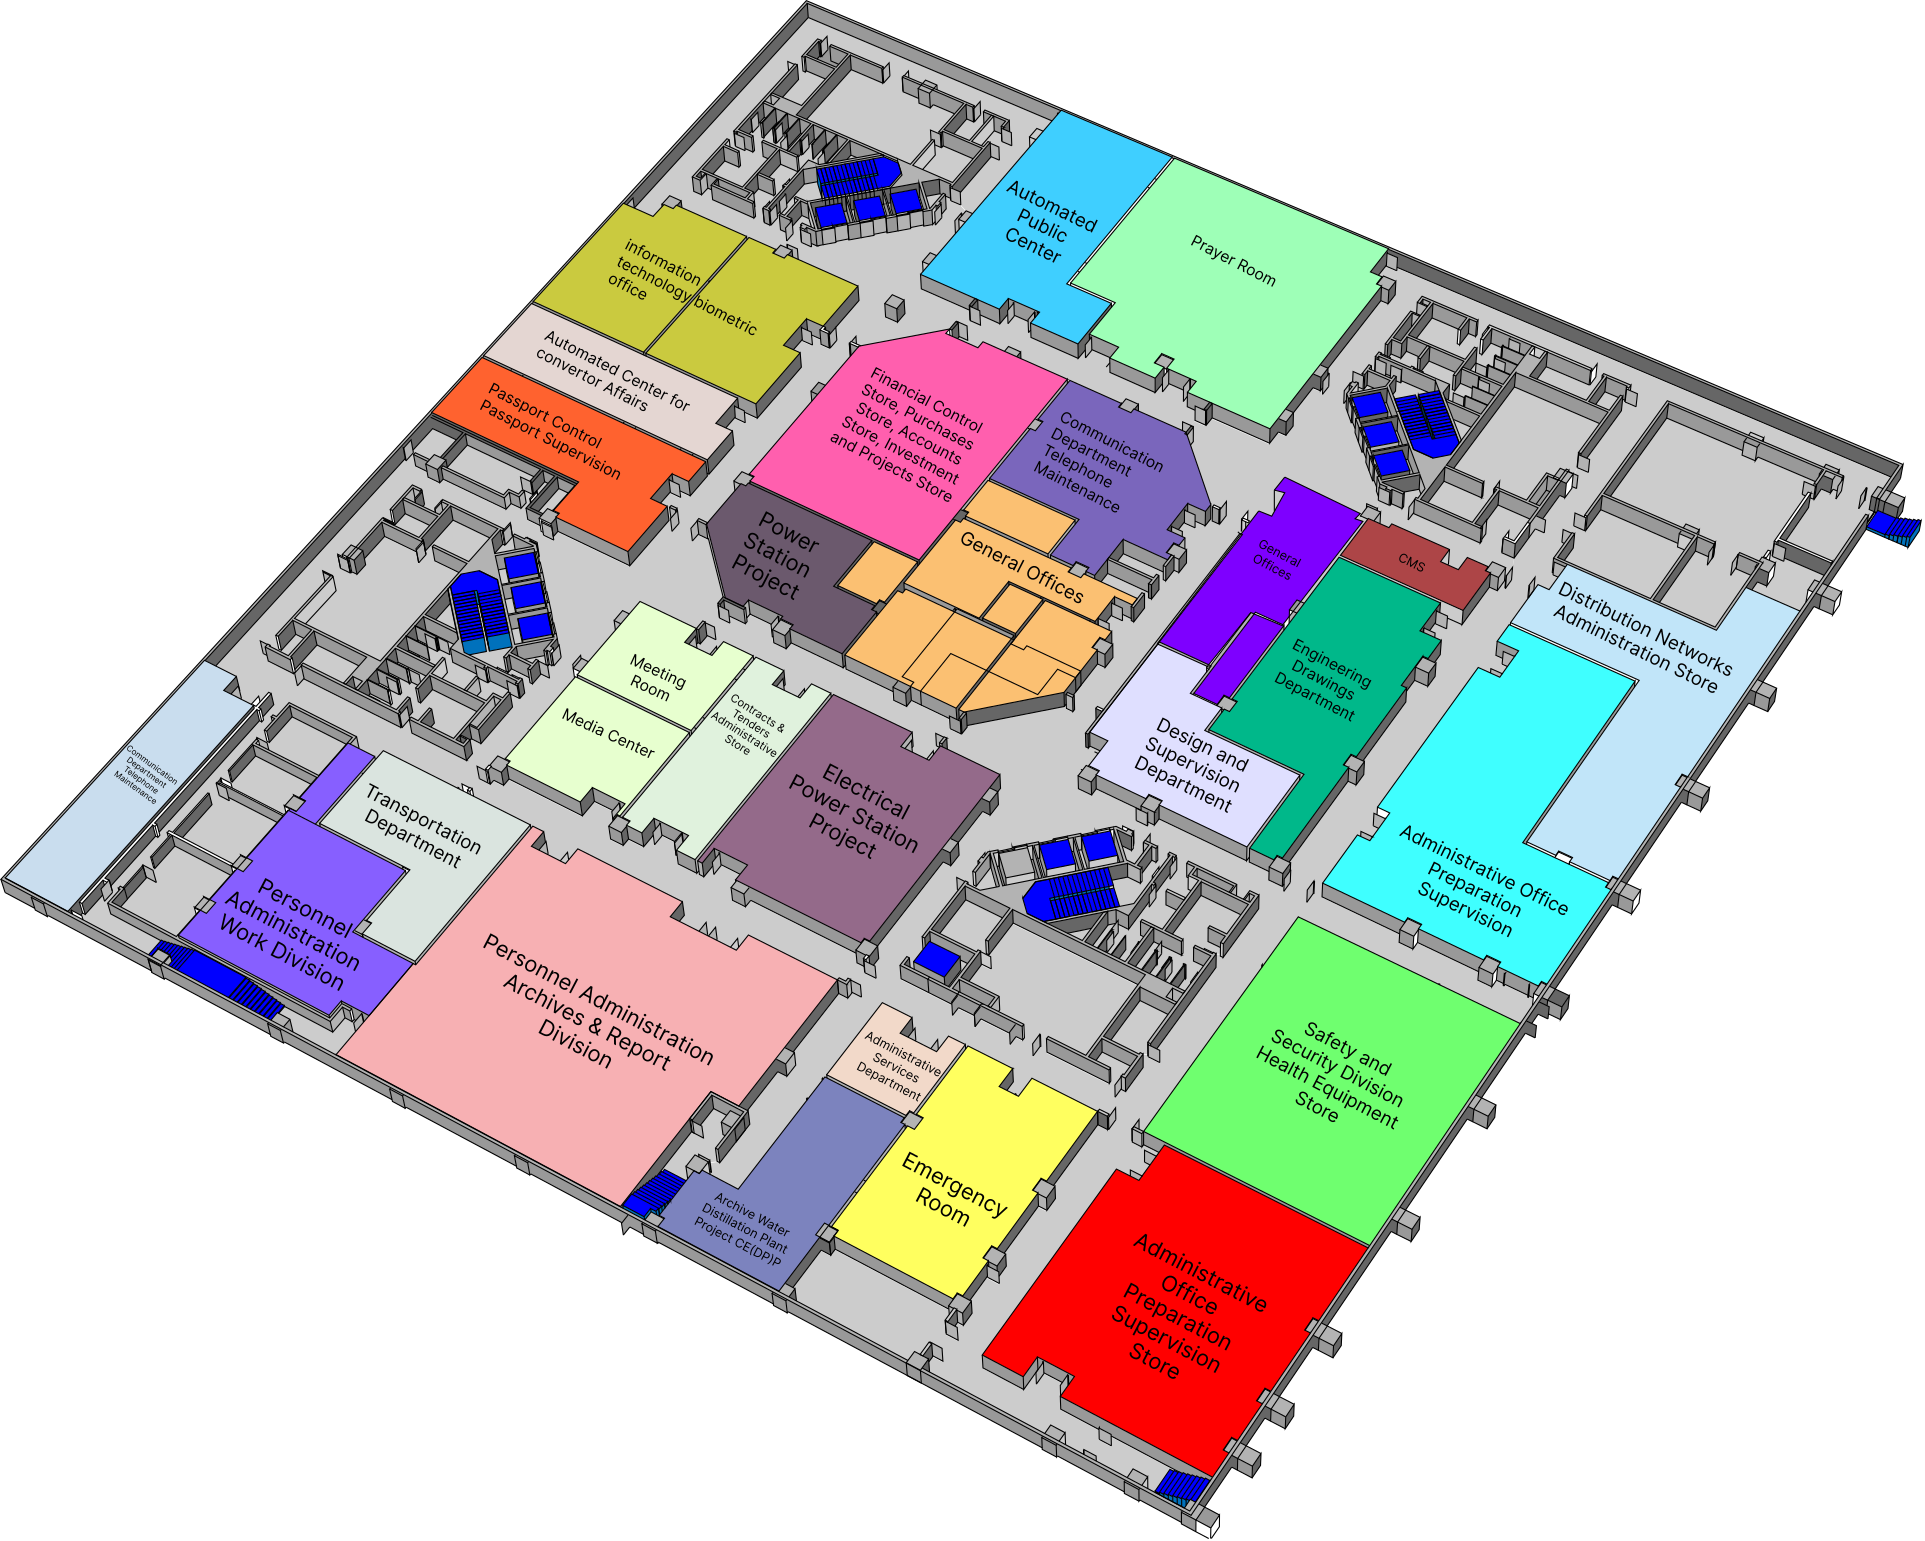 Automated
Public
Center
Prayer Room
information
technology biometric
office
Automated Center for
convertor Affairs
Passport Control
Passport Supervision
Financial Control
Store, Purchases
Store, Accounts
Store, Investment
and Projects Store
Communication
Department
Telephone
Maintenance
Power
Station
Project
General Offices
General
Offices
CMS
Distribution Networks
Administration Store
Engineering
Drawings
Department
Design and
Supervision
Department
Meeting
Room
Media Center
Contracts &
Tenders
Administrative
Store
Electrical
Power Station
Project
Communication
Department
Telephone
Maintenance
Transportation
Department
Personnel
Administration
Work Division
Personnel Administration
Archives & Report
Division
Administrative Office
Preparation
Supervision
Safety and
Security Division
Health Equipment
Store
Administrative
Services
Department
Emergency
Room
Archive Water
Distillation Plant
Project CE(DP)P
Administrative
Office
Preparation
Supervision
Store